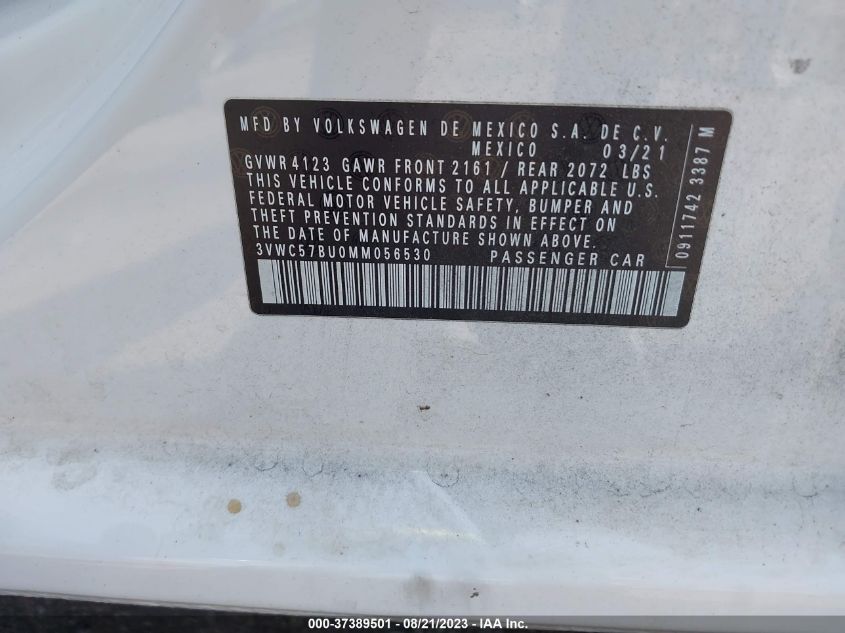 MFD BY VOLKSWAGEN DE MEXICO S.A. DE C.V.
MEXICO 03/21
GVWR 4123 GAWR FRONT 2161 / REAR 2072 LBS
THIS VEHICLE CONFORMS TO ALL APPLICABLE U.S.
FEDERAL MOTOR VEHICLE SAFETY, BUMPER AND
THEFT PREVENTION STANDARDS IN EFFECT ON
THE DATE OF MANUFACTURE SHOWN ABOVE.
3VWC57BU0MM056530 PASSENGER CAR
0911742 3387 M
000-37389501 - 08/21/2023 - IAA Inc.